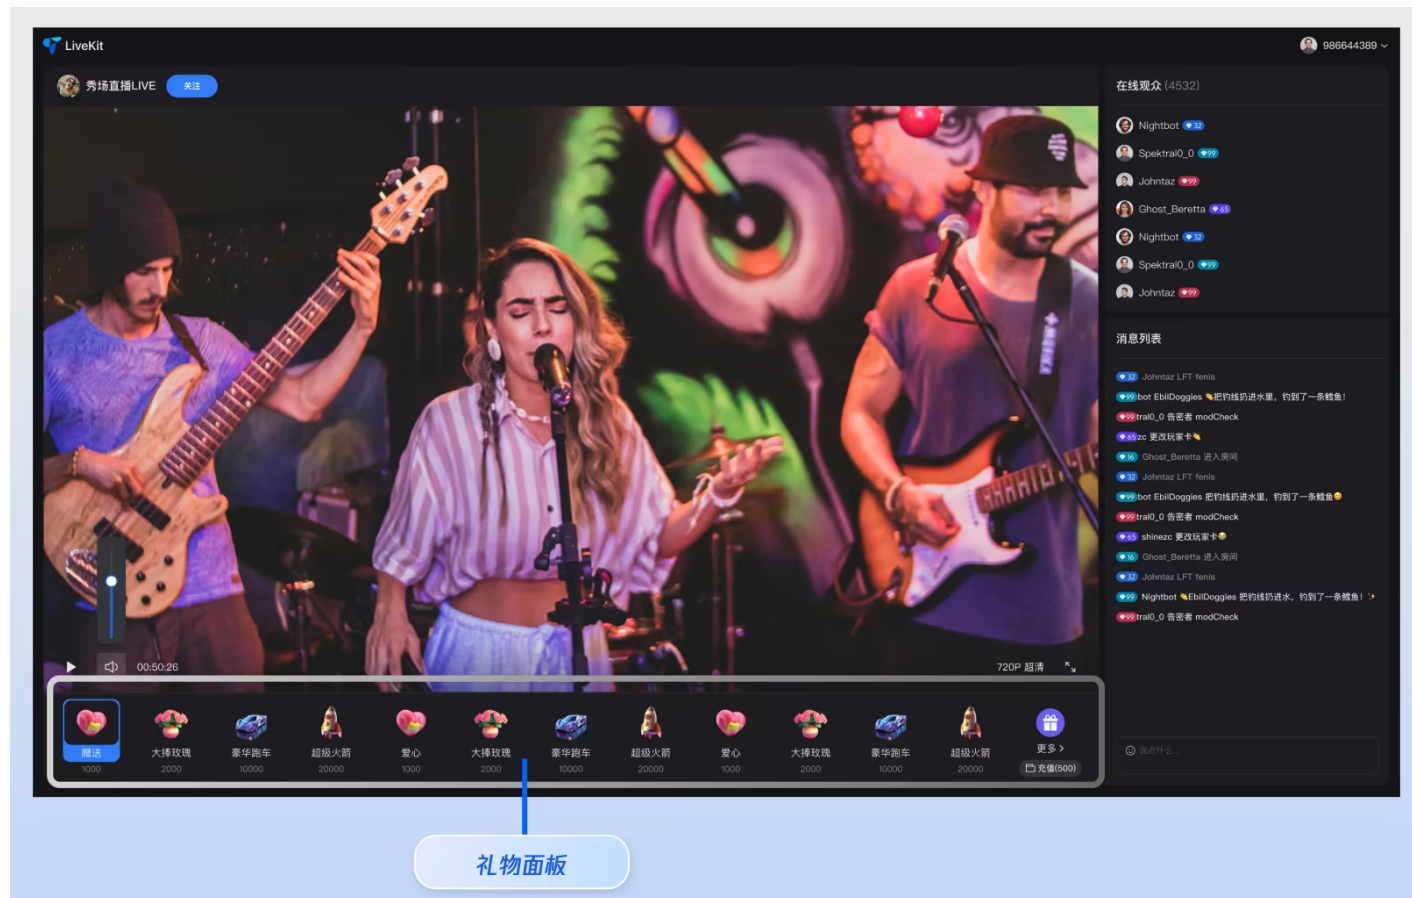 LiveKit
986644389
秀场直播LIVE
关注
在线观众 (4532)
Nightbot 32
Spektral0_0 99
Johntaz 99
Ghost_Beretta 65
Nightbot 32
Spektral0_0 99
Johntaz 99
消息列表
32 Johntaz LFT fenis
99 bot EbilDoggies 把钓线扔进水里，钓到了一条鳕鱼！
99 tral0_0 告密者 modCheck
65 zc 更改玩家卡
16 Ghost_Beretta 进入房间
32 Johntaz LFT fenis
99 bot EbilDoggies 把钓线扔进水里，钓到了一条鳕鱼
99 tral0_0 告密者 modCheck
65 shinezc 更改玩家卡
16 Ghost_Beretta 进入房间
32 Johntaz LFT fenis
99 Nightbot EbilDoggies 把钓线扔进水，钓到了一条鳕鱼！
99 tral0_0 告密者 modCheck
说点什么...
00:50:26
720P 超清
赠送 大捧玫瑰 豪华跑车 超级火箭 爱心 大捧玫瑰 豪华跑车 超级火箭 爱心 大捧玫瑰 豪华跑车 超级火箭 更多
1000 2000 10000 20000 1000 2000 10000 20000 1000 2000 10000 20000 充值(500)
礼物面板